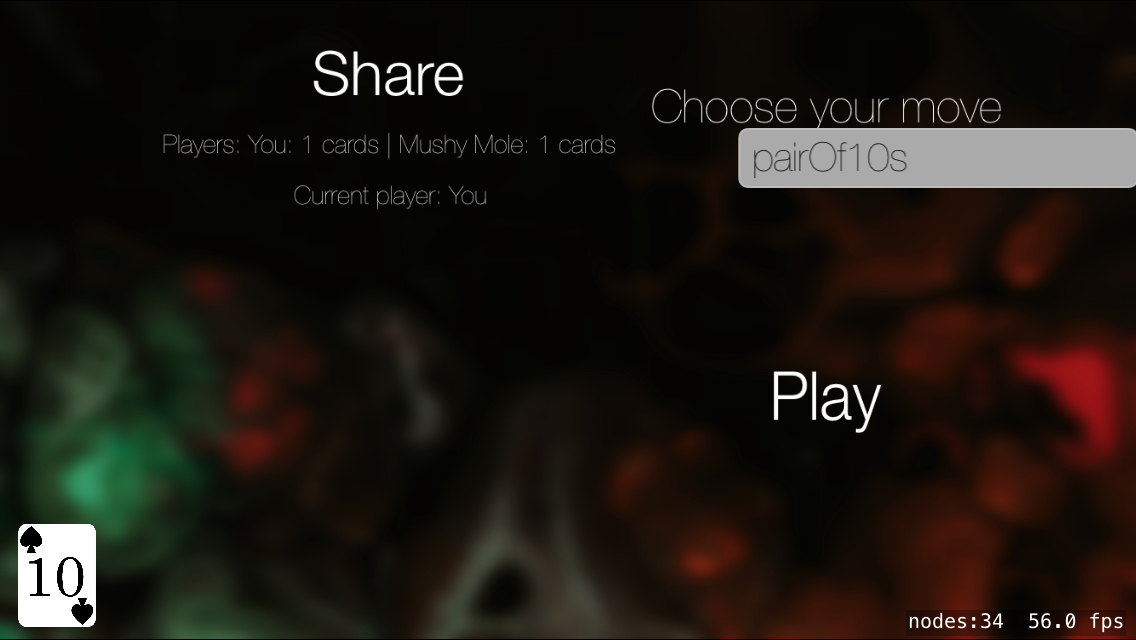 Share
Players: You: 1 cards | Mushy Mole: 1 cards
Current player: You
Choose your move
pairOf10s
Play
10
nodes:34 56.0 fps